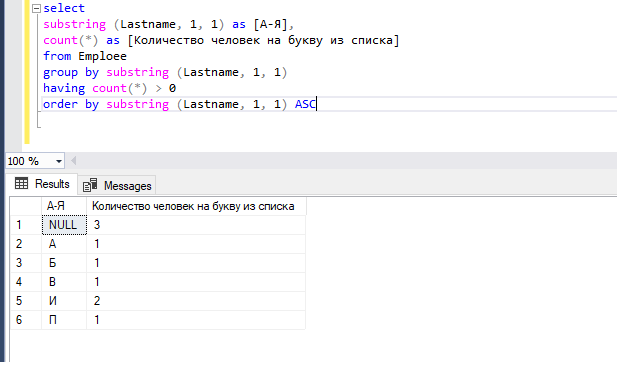 select
substring (Lastname, 1, 1) as [А-Я],
count(*) as [Количество человек на букву из списка]
from Emploee
group by substring (Lastname, 1, 1)
having count(*) > 0
order by substring (Lastname, 1, 1) ASC
100 %
Results Messages
А-Я Количество человек на букву из списка
1 NULL 3
2 А 1
3 Б 1
4 В 1
5 И 2
6 П 1